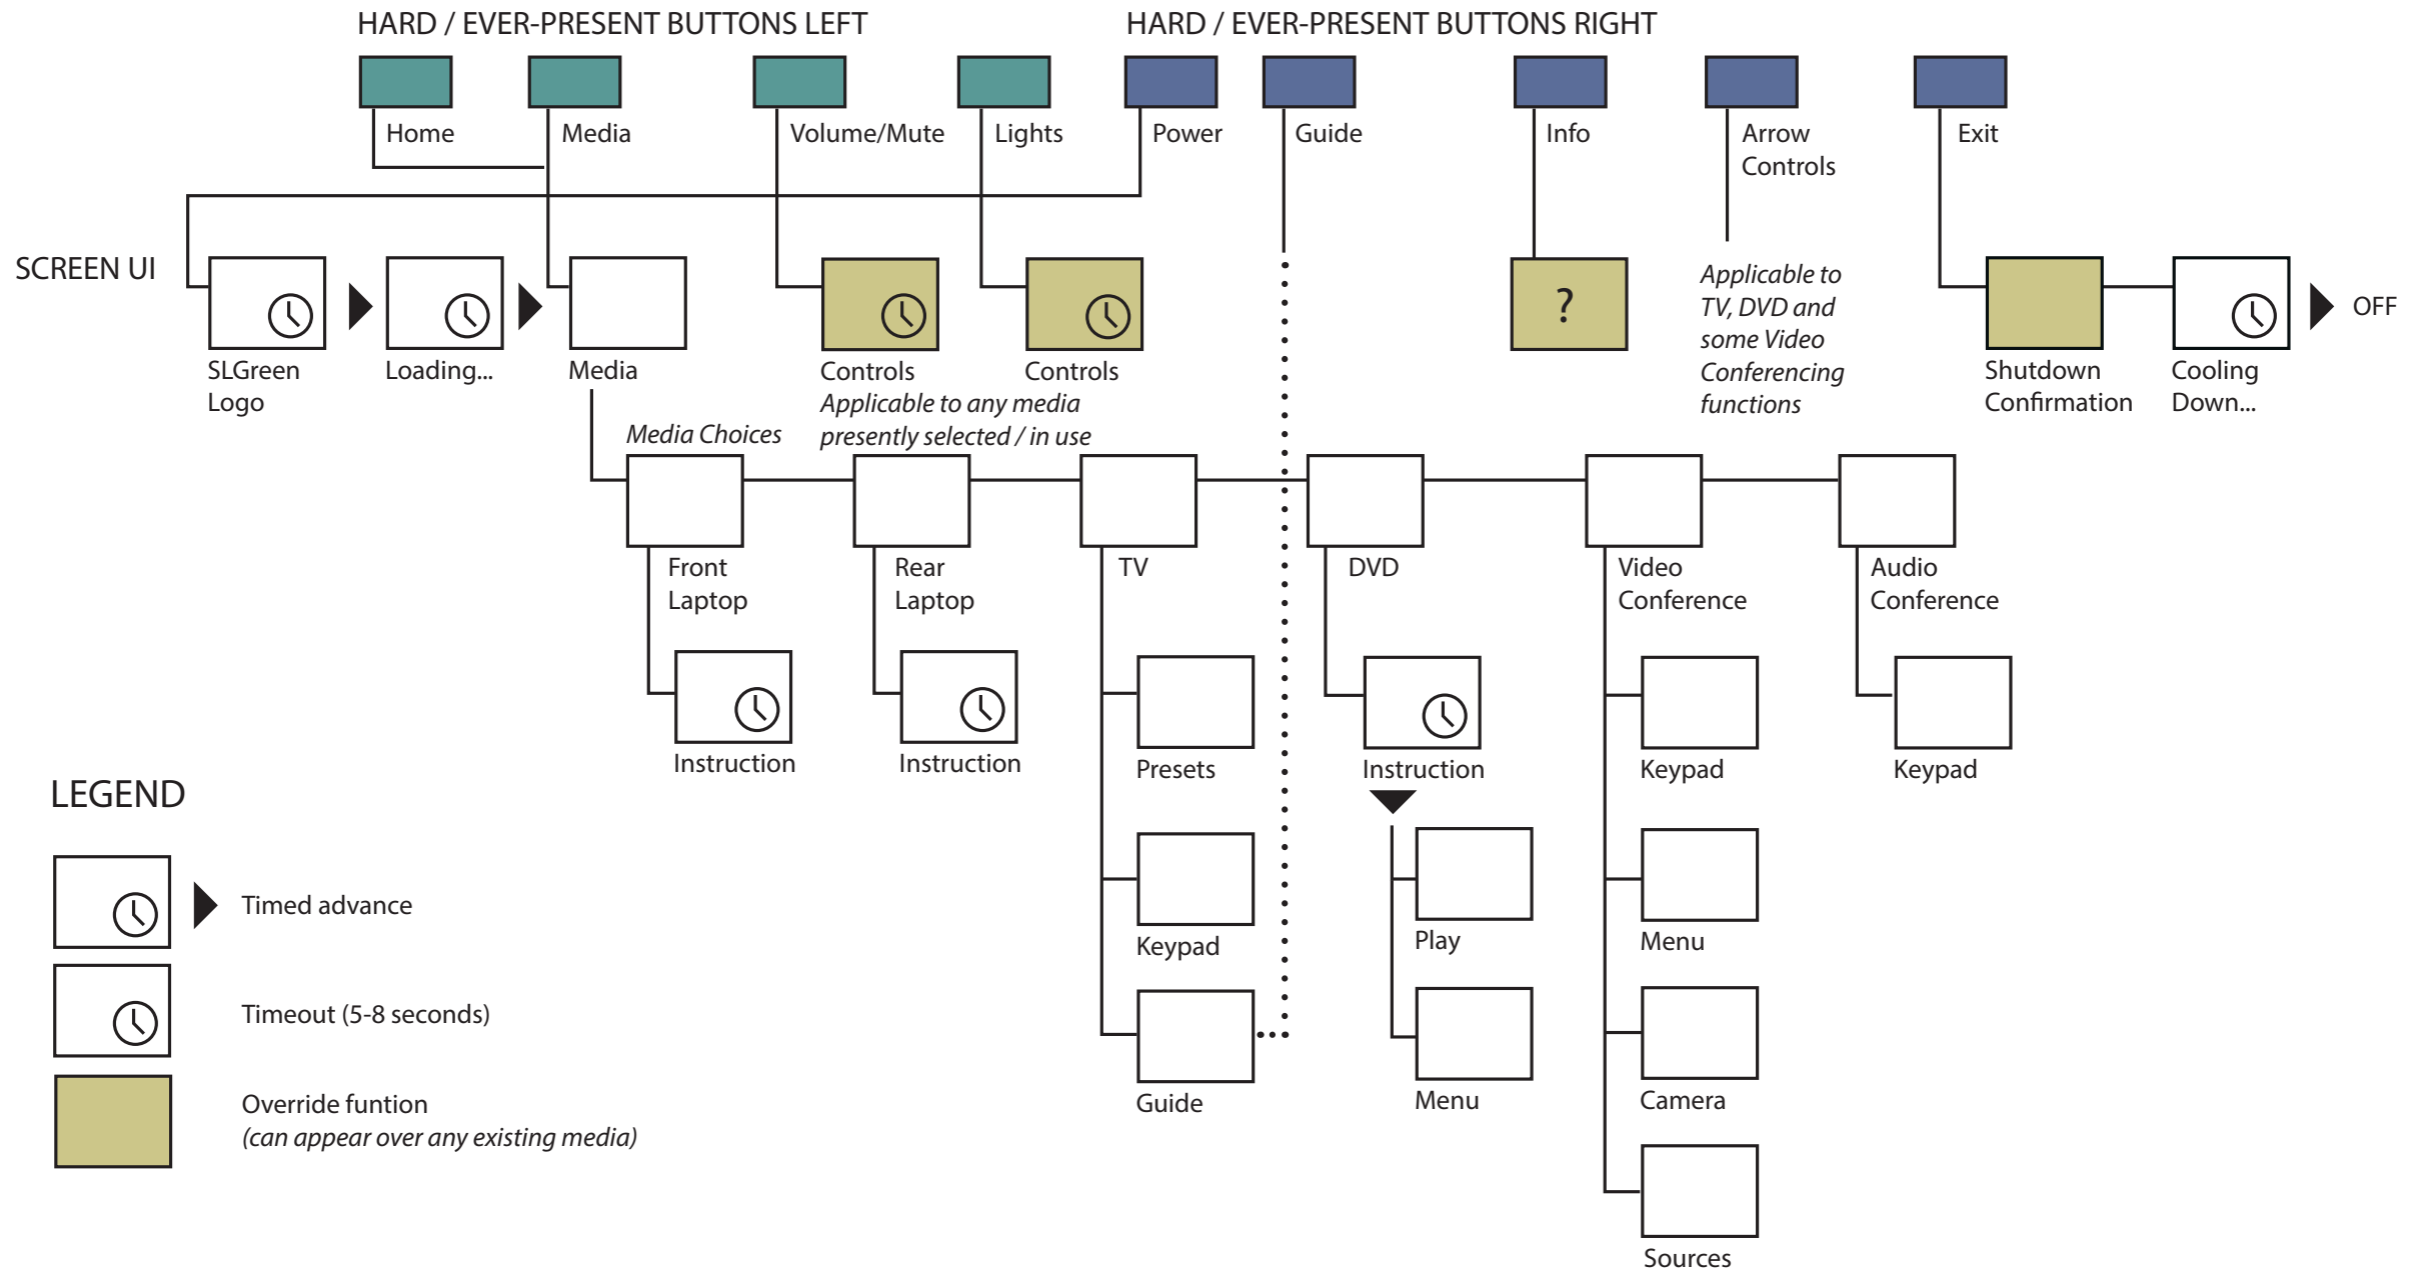 HARD / EVER-PRESENT BUTTONS LEFT
HARD / EVER-PRESENT BUTTONS RIGHT
Home
Media
Volume/Mute
Lights
Power
Guide
Info
Arrow
Controls
Exit
SCREEN UI
SLGreen
Logo
Loading...
Media
Controls
Applicable to any media
presently selected / in use
Controls
?
Applicable to
TV, DVD and
some Video
Conferencing
functions
Shutdown
Confirmation
Cooling
Down...
OFF
Media Choices
Front
Laptop
Rear
Laptop
TV
DVD
Video
Conference
Audio
Conference
Instruction
Instruction
Presets
Instruction
Keypad
Keypad
Keypad
Play
Menu
Guide
Menu
Camera
Sources
LEGEND
Timed advance
Timeout (5-8 seconds)
Override funtion
(can appear over any existing media)